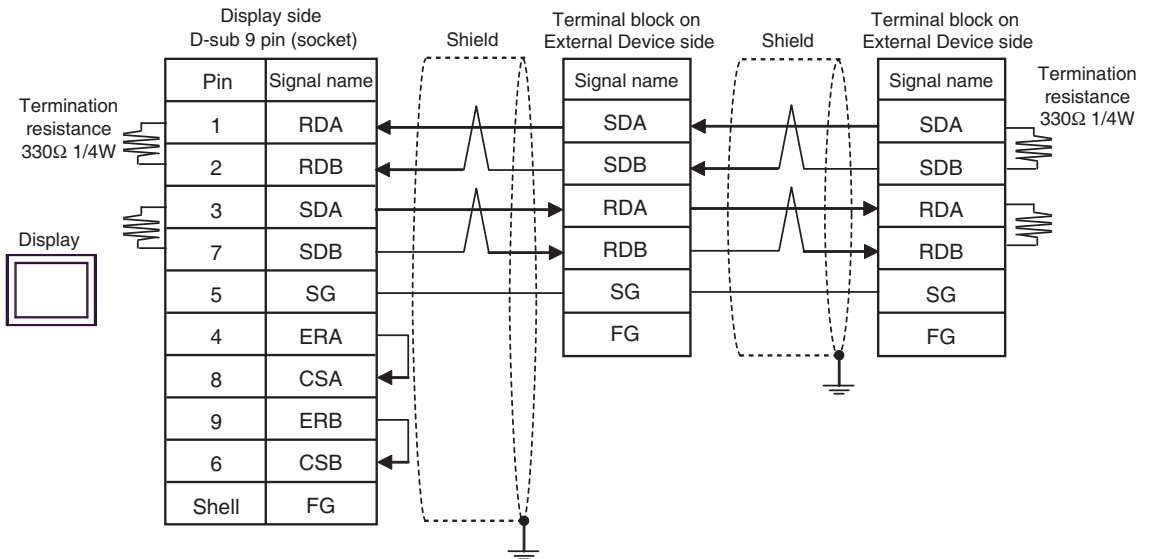 Display side
D-sub 9 pin (socket)
Shield
Terminal block on
External Device side
Shield
Terminal block on
External Device side
Termination
resistance
330Ω 1/4W
Termination
resistance
330Ω 1/4W
Display
Pin Signal name
1 RDA
2 RDB
3 SDA
7 SDB
5 SG
4 ERA
8 CSA
9 ERB
6 CSB
Shell FG
Signal name
SDA
SDB
RDA
RDB
SG
FG
Signal name
SDA
SDB
RDA
RDB
SG
FG